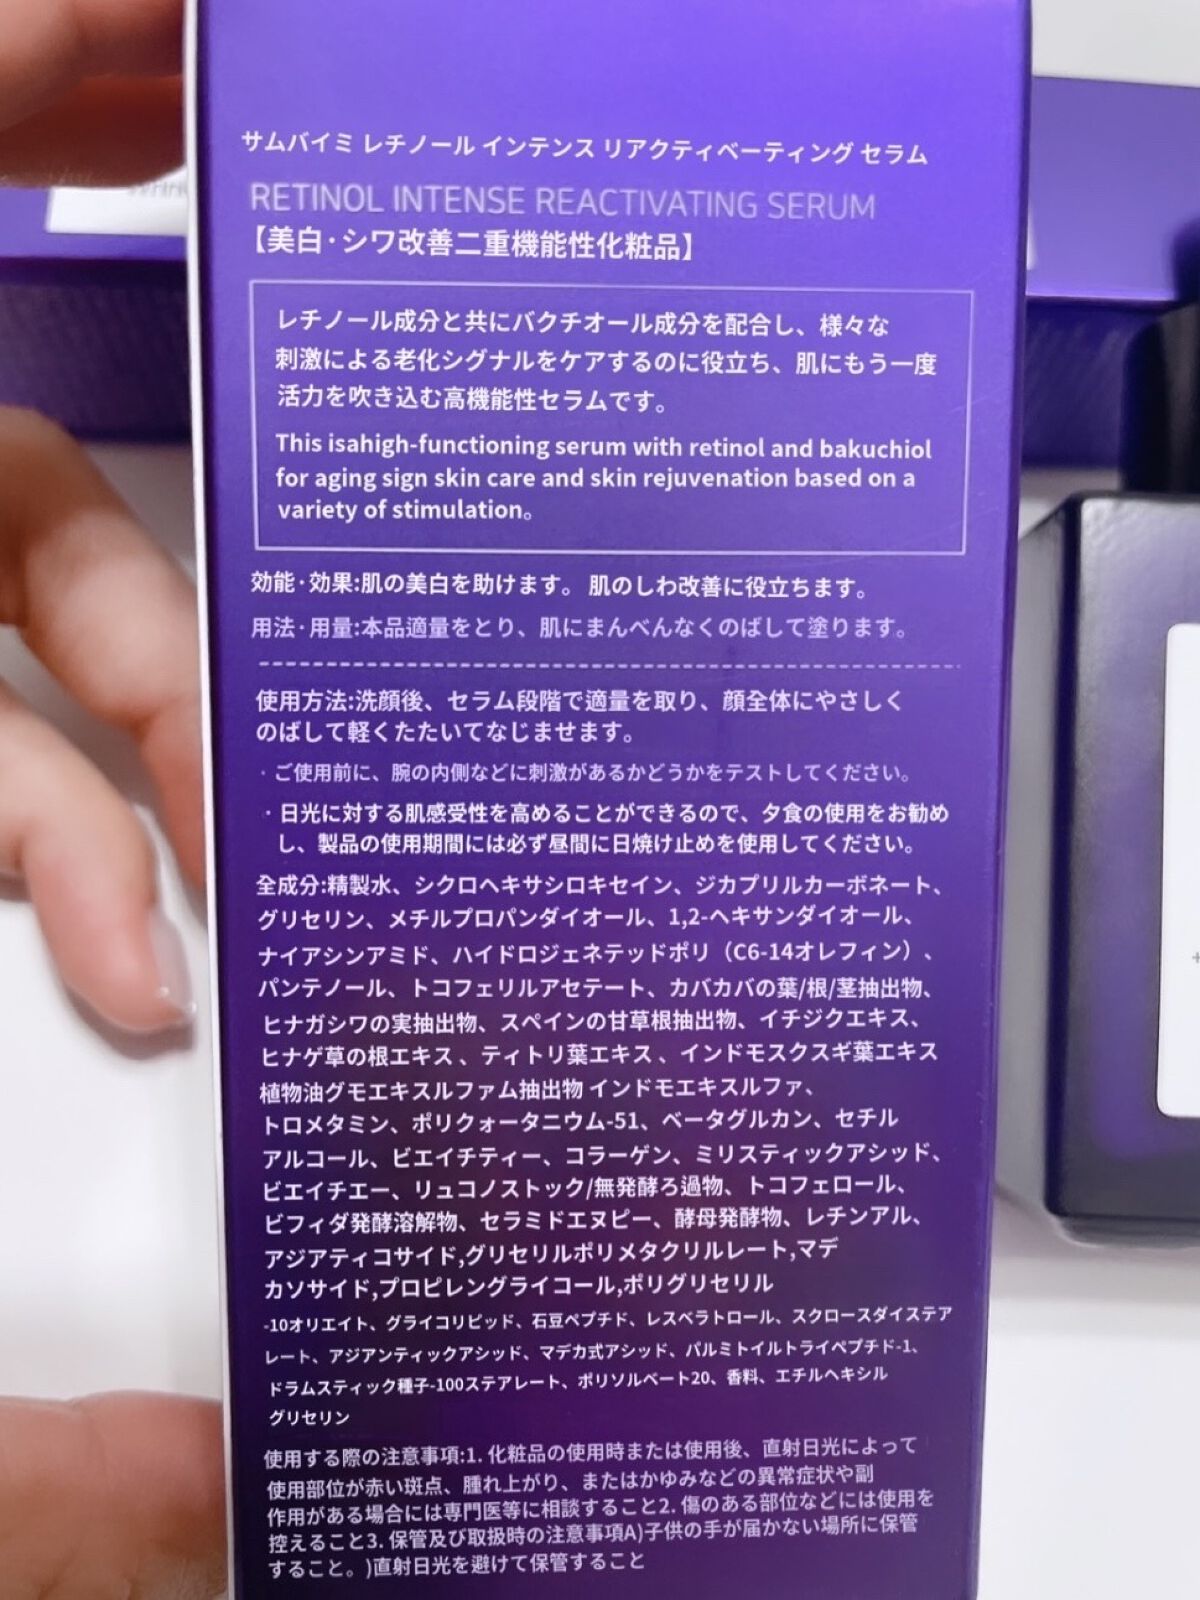 サムバイミ レチノール インテンス リアクティベーティング セラム
RETINOL INTENSE REACTIVATING SERUM
【美白·シワ改善二重機能性化粧品】
レチノール成分と共にバクチオール成分を配合し、様々な
刺激による老化シグナルをケアするのに役立ち、肌にもう一度
活力を吹き込む高機能性セラムです。
This isahigh-functioning serum with retinol and bakuchiol
for aging sign skin care and skin rejuvenation based on a
variety of stimulation。
効能·効果:肌の美白を助けます。 肌のしわ改善に役立ちます。
用法·用量:本品適量をとり、肌にまんべんなくのばして塗ります。
使用方法:洗顔後、セラム段階で適量を取り、顔全体にやさしく
のばして軽くたたいてなじませます。
· ご使用前に、腕の内側などに刺激があるかどうかをテストしてください。
· 日光に対する肌感受性を高めることができるので、夕食の使用をお勧め
し、製品の使用期間には必ず昼間に日焼け止めを使用してください。
全成分:精製水、シクロヘキサシロキセイン、ジカプリルカーボネート、
グリセリン、メチルプロパンダイオール、1,2-ヘキサンダイオール、
ナイアシンアミド、ハイドロジェネテッドポリ（C6-14オレフィン）、
パンテノール、トコフェリルアセテート、カバカバの葉/根/茎抽出物、
ヒナガシワの実抽出物、スペインの甘草根抽出物、イチジクエキス、
ヒナゲ草の根エキス 、ティトリ葉エキス 、インドモスクスギ葉エキス
植物油グモエキスルファム抽出物 インドモエキスルファ、
トロメタミン、ポリクォータニウム-51、ベータグルカン、セチル
アルコール、ビエイチティー、コラーゲン、ミリスティックアシッド、
ビエイチエー、リュコノストック/無発酵ろ過物、トコフェロール、
ビフィダ発酵溶解物、セラミドエヌピー、酵母発酵物、レチンアル、
アジアティコサイド,グリセリルポリメタクリルレート,マデ
カソサイド,プロピレングライコール,ポリグリセリル
-10オリエイト、グライコリピッド、石豆ペプチド、レスベラトロール、スクロースダイステア
レート、アジアンティックアシッド、マデカ式アシッド、パルミトイルトライペプチド-1、
ドラムスティック種子-100ステアレート、ポリソルベート20、香料、エチルヘキシル
グリセリン
使用する際の注意事項:1. 化粧品の使用時または使用後、直射日光によって
使用部位が赤い斑点、腫れ上がり、またはかゆみなどの異常症状や副
作用がある場合には専門医等に相談すること2. 傷のある部位などには使用を
控えること3. 保管及び取扱時の注意事項A)子供の手が届かない場所に保管
すること。)直射日光を避けて保管すること